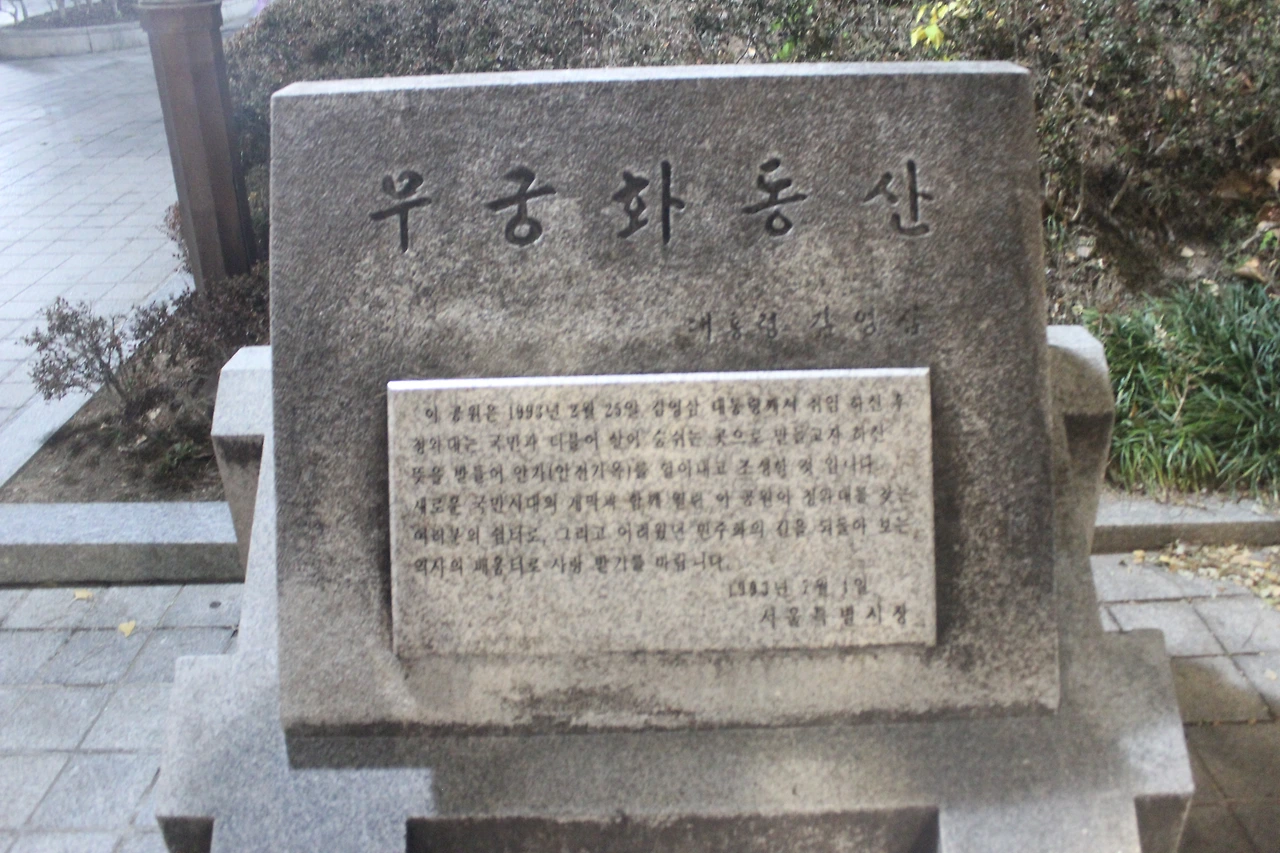 무궁화동산
대통령 김영삼
이 공원은 1993년 2월 25일 김영삼 대통령께서 취임 하신 후
청와대는 국민과 더불어 살아 숨쉬는 곳으로 만들고자 하신
뜻을 받들어 안가(안전가옥)를 헐어내고 조성한 것 입니다.
새로운 국민시대의 개막과 함께 열린 이 공원이 청와대를 찾는
여러분의 쉼터로, 그리고 어려웠던 민주화의 길을 되돌아 보는
역사의 배움터로 사랑 받기를 바랍니다.
1993년 7월 1일
서울특별시장